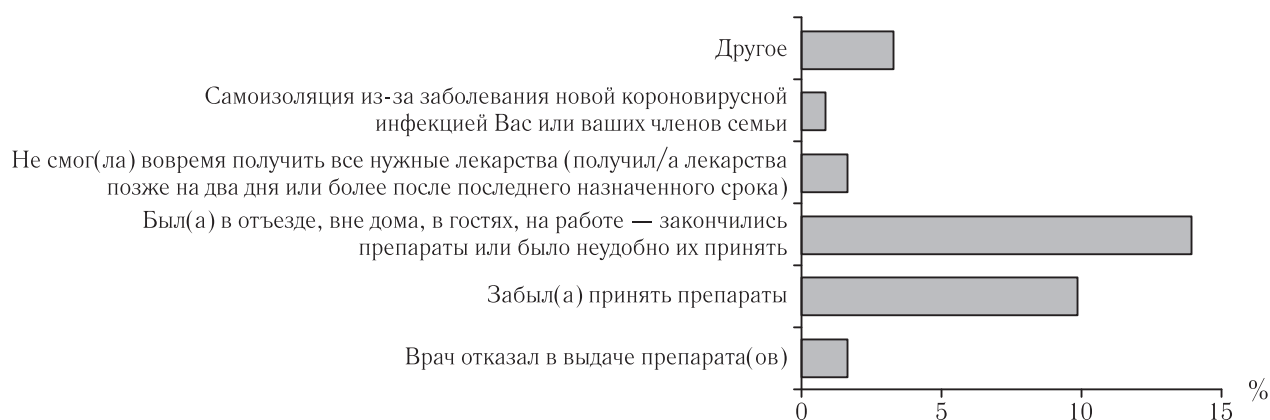 Другое
Самоизоляция из-за заболевания новой короновирусной
инфекцией Вас или ваших членов семьи
Не смог(ла) вовремя получить все нужные лекарства (получил/а лекарства
позже на два дня или более после последнего назначенного срока)
Был(а) в отъезде, вне дома, в гостях, на работе — закончились
препараты или было неудобно их принять
Забыл(а) принять препараты
Врач отказал в выдаче препарата(ов)
%
0 5 10 15